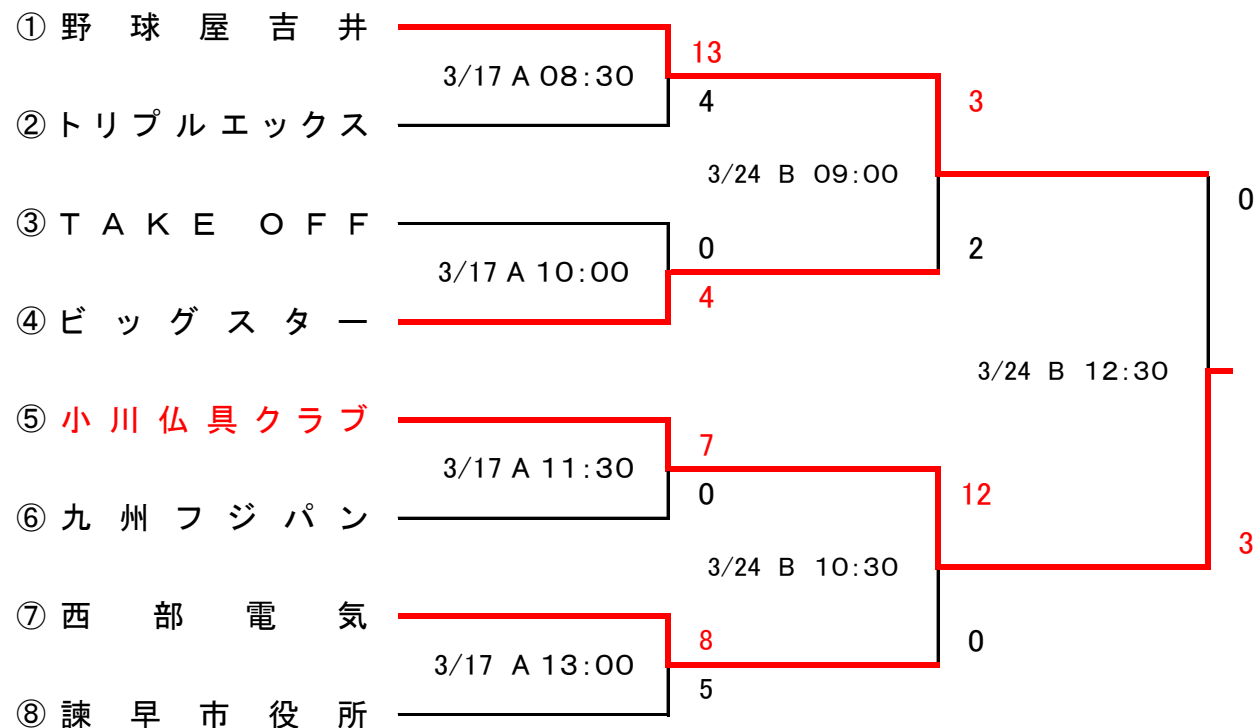 ①野球屋吉井
13
3/17 A 08:30
4
3
②トリプルエックス
3/24 B 09:00
0
③TAKE OFF
0
2
3/17 A 10:00
4
④ビッグスター
3/24 B 12:30
⑤小川仏具クラブ
7
3/17 A 11:30
0
12
⑥九州フジパン
3
3/24 B 10:30
⑦西部電気
8
0
3/17 A 13:00
5
⑧諫早市役所